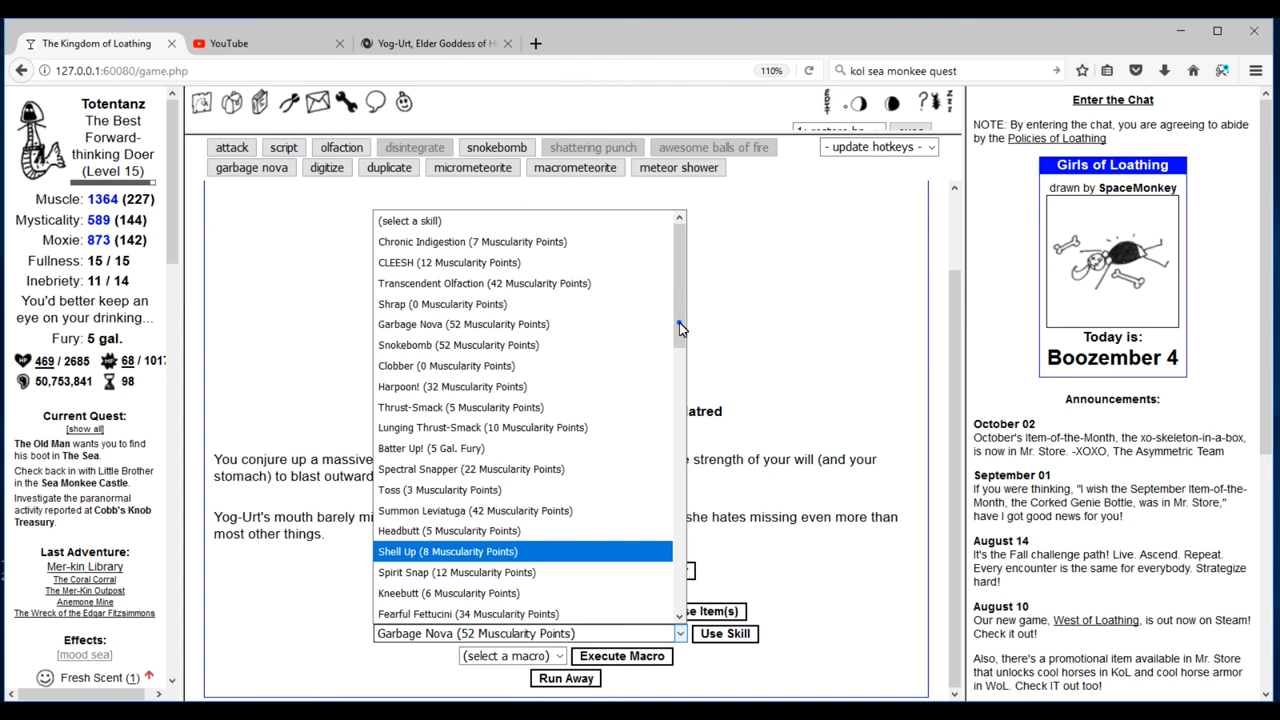 The Kingdom of Loathing
YouTube
Yog-Urt, Elder Goddess of H
127.0.0.1:60080/game.php
110%
kol sea monkee quest
Totentanz
The Best
Forward-
thinking Doer
(Level 15)
Muscle: 1364 (227)
Mysticality: 589 (144)
Moxie: 873 (142)
Fullness: 15 / 15
Inebriety: 11 / 14
You'd better keep an
eye on your drinking...
Fury: 5 gal.
469 / 2685
68 / 101
50,753,841
98
Current Quest:
[show all]
The Old Man wants you to find
his boot in The Sea.
Check back in with Little Brother
in the Sea Monkee Castle.
Investigate the paranormal
activity reported at Cobb's Knob
Treasury.
Last Adventure:
Mer-kin Library
The Coral Corral
The Mer-Kin Outpost
Anemone Mine
The Wreck of the Edgar Fitzsimmons
Effects:
[mood sea]
Fresh Scent (1)
attack
script
olfaction
disintegrate
snokebomb
shattering punch
awesome balls of fire
- update hotkeys -
garbage nova
digitize
duplicate
micrometeorite
macrometeorite
meteor shower
(select a skill)
Chronic Indigestion (7 Muscularity Points)
CLEESH (12 Muscularity Points)
Transcendent Olfaction (42 Muscularity Points)
Shrap (0 Muscularity Points)
Garbage Nova (52 Muscularity Points)
Snokebomb (52 Muscularity Points)
Clobber (0 Muscularity Points)
Harpoon! (32 Muscularity Points)
Thrust-Smack (5 Muscularity Points)
Lunging Thrust-Smack (10 Muscularity Points)
Batter Up! (5 Gal. Fury)
Spectral Snapper (22 Muscularity Points)
Toss (3 Muscularity Points)
Summon Leviatuga (42 Muscularity Points)
Headbutt (5 Muscularity Points)
Shell Up (8 Muscularity Points)
Spirit Snap (12 Muscularity Points)
Kneebutt (6 Muscularity Points)
Fearful Fettucini (34 Muscularity Points)
atred
You conjure up a massive
e strength of your will (and your
stomach) to blast outward
Yog-Urt's mouth barely mi
she hates missing even more than
most other things.
se Item(s)
Garbage Nova (52 Muscularity Points)
Use Skill
(select a macro)
Execute Macro
Run Away
Enter the Chat
NOTE: By entering the chat, you are agreeing to abide
by the Policies of Loathing
Girls of Loathing
drawn by SpaceMonkey
Today is:
Boozember 4
Announcements:
October 02
October's Item-of-the-Month, the xo-skeleton-in-a-box,
is now in Mr. Store. -XOXO, The Asymmetric Team
September 01
If you were thinking, "I wish the September Item-of-the-
Month, the Corked Genie Bottle, was in Mr. Store,"
have I got good news for you!
August 14
It's the Fall challenge path! Live. Ascend. Repeat.
Every encounter is the same for everybody. Strategize
hard!
August 10
Our new game, West of Loathing, is out now on Steam!
Check it out!
Also, there's a promotional item available in Mr. Store
that unlocks cool horses in KoL and cool horse armor
in WoL. Check IT out too!